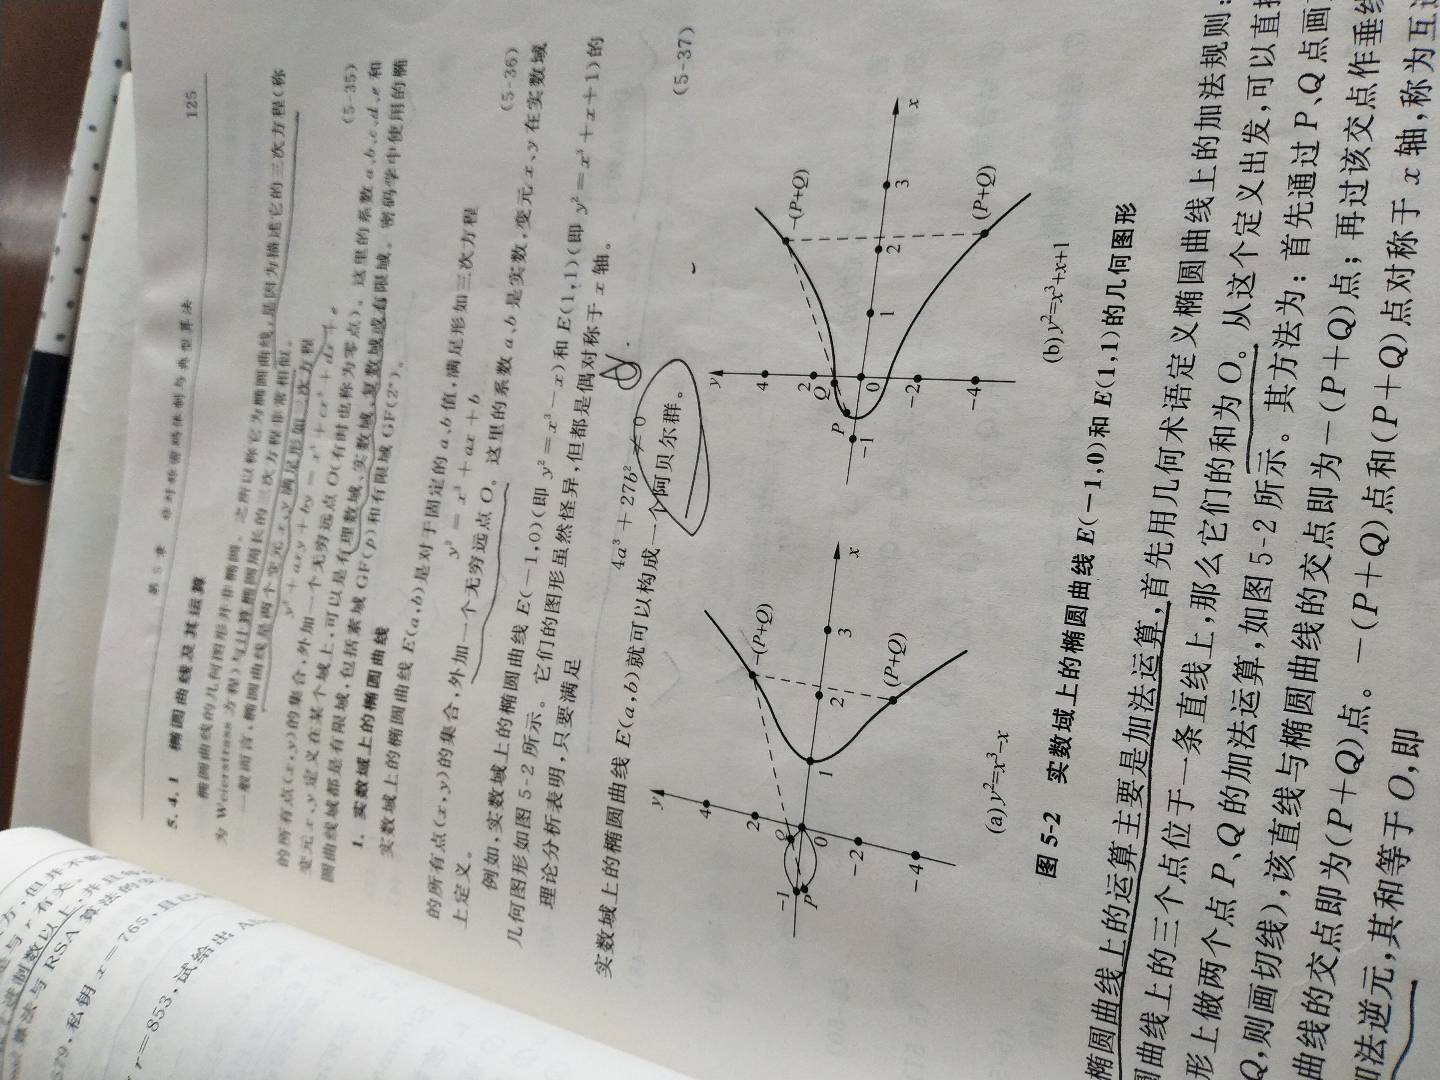 方，但并不
是与 r 有关，
进制数以上，并且
算法与 RSA 算法的安
579，私钥 x=765，且已
r=853，试给出 Al
第5章 非对称密码体制与典型算法
125
5.4.1 椭圆曲线及其运算
椭圆曲线的几何图形并非椭圆。之所以称它为椭圆曲线，是因为描述它的三次方程(称
为 Weierstrass 方程)与计算椭圆周长的三次方程非常相似。
一般而言，椭圆曲线是两个变元 x、y 满足形如三次方程
y²+axy+by=x³+cx²+dx+e
(5-35)
的所有点(x,y)的集合，外加一个无穷远点 O(有时也称为零点)。这里的系数 a、b、c、d、e 和
变元 x、y 定义在某个域上，可以是有理数域、实数域、复数域或有限域。密码学中使用的椭
圆曲线域都是有限域，包括素域 GF(p)和有限域 GF(2ⁿ)。
1. 实数域上的椭圆曲线
实数域上的椭圆曲线 E(a,b)是对于固定的 a、b 值，满足形如三次方程
y²=x³+ax+b
(5-36)
的所有点(x,y)的集合，外加一个无穷远点 O。这里的系数 a、b 是实数，变元 x、y 在实数域
上定义。
例如，实数域上的椭圆曲线 E(−1,0)(即 y²=x³−x)和 E(1,1)(即 y²=x³+x+1)的
几何图形如图 5-2 所示。它们的图形虽然怪异，但都是偶对称于 x 轴。
理论分析表明，只要满足
4a³+27b²≠0
(5-37)
实数域上的椭圆曲线 E(a,b)就可以构成一个阿贝尔群。
y
4
2
−1
P
Q
0
1
2
3
x
−2
−4
−(P+Q)
(P+Q)
(a) y²=x³−x
y
4
2
Q
P
−1
0
1
2
3
x
−2
−4
−(P+Q)
(P+Q)
(b) y²=x³+x+1
图 5-2 实数域上的椭圆曲线 E(−1,0)和 E(1,1)的几何图形
椭圆曲线上的运算主要是加法运算，首先用几何术语定义椭圆曲线上的加法规则：
圆曲线上的三个点位于一条直线上，那么它们的和为 O。从这个定义出发，可以直接
形上做两个点 P、Q 的加法运算，如图 5-2 所示。其方法为：首先通过 P、Q 点画
Q，则画切线)，该直线与椭圆曲线的交点即为−(P+Q)点；再过该交点作垂线
曲线的交点即为(P+Q)点。−(P+Q)点和(P+Q)点对称于 x 轴，称为互逆
加法逆元，其和等于 O，即